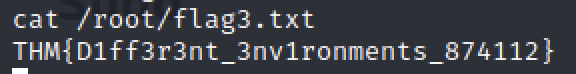 cat /root/flag3.txt
THM{D1ff3r3nt_3nv1ronments_874112}